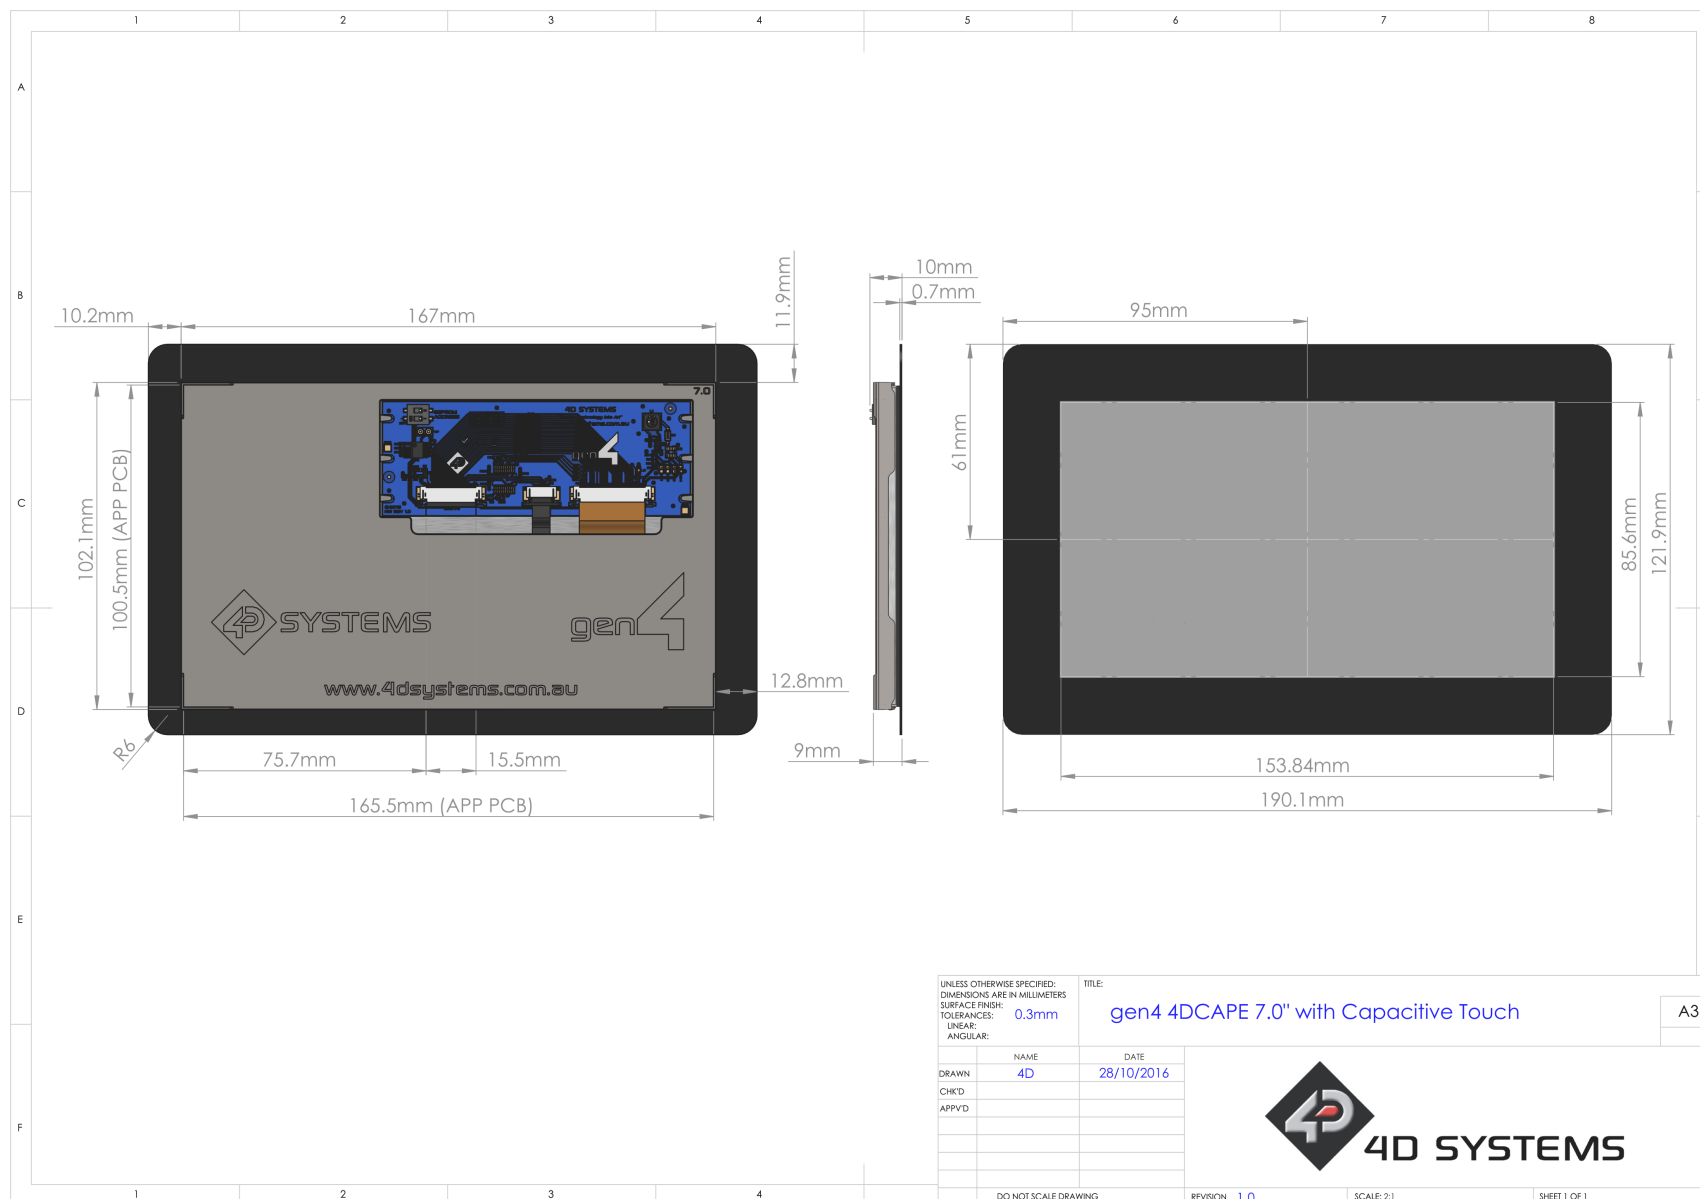 1 2 3 4 5 6 7 8
A
B
C
D
E
F
10.2mm
167mm
11.9mm
102.1mm
100.5mm (APP PCB)
7.0
4D SYSTEMS
4
4D SYSTEMS
gen4
www.4dsystems.com.au
12.8mm
R6
75.7mm
15.5mm
165.5mm (APP PCB)
10mm
0.7mm
9mm
95mm
61mm
85.6mm
121.9mm
153.84mm
190.1mm
UNLESS OTHERWISE SPECIFIED:
DIMENSIONS ARE IN MILLIMETERS
SURFACE FINISH:
TOLERANCES: 0.3mm
LINEAR:
ANGULAR:
TITLE:
gen4 4DCAPE 7.0" with Capacitive Touch
A3
NAME DATE
DRAWN 4D 28/10/2016
CHK'D
APPV'D
4D SYSTEMS
DO NOT SCALE DRAWING
REVISION 1.0
SCALE: 2:1
SHEET 1 OF 1
1 2 3 4